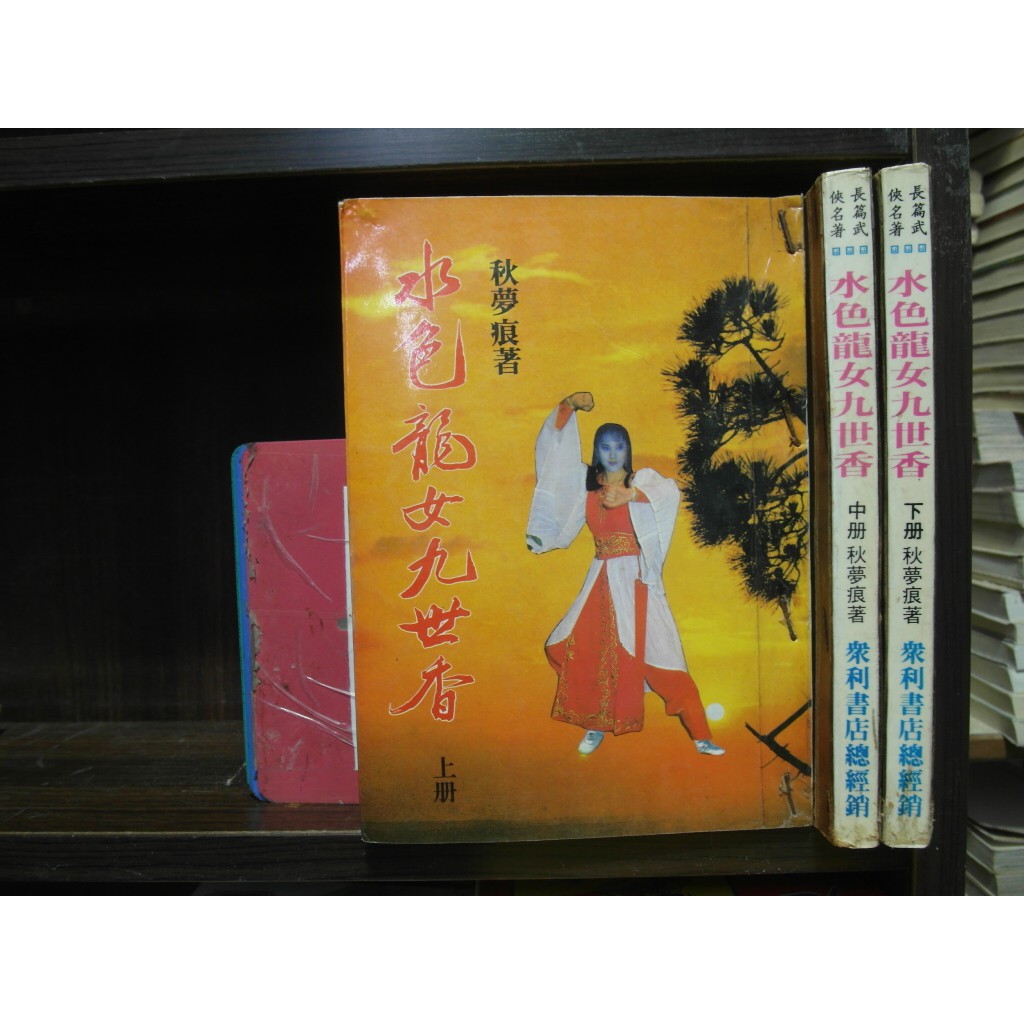 水色龍女九世香
秋夢痕著
上册
長篇武
俠名著
水色龍女九世香
中册 秋夢痕著
眾利書店總經銷
長篇武
俠名著
水色龍女九世香
下册 秋夢痕著
眾利書店總經銷